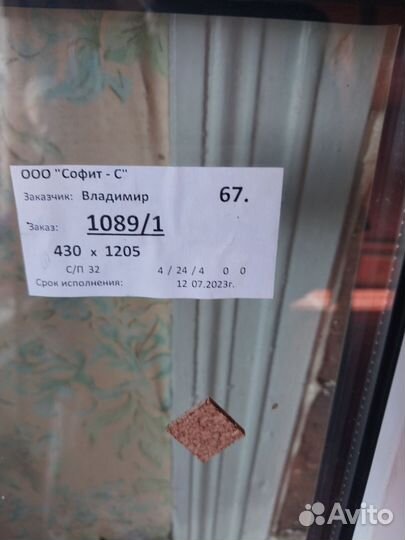 ООО "Софит - С"
Заказчик: Владимир 67.
Заказ: 1089/1
430 х 1205
С/П 32 4 / 24 / 4 0 0
Срок исполнения: 12 07.2023г.
Avito